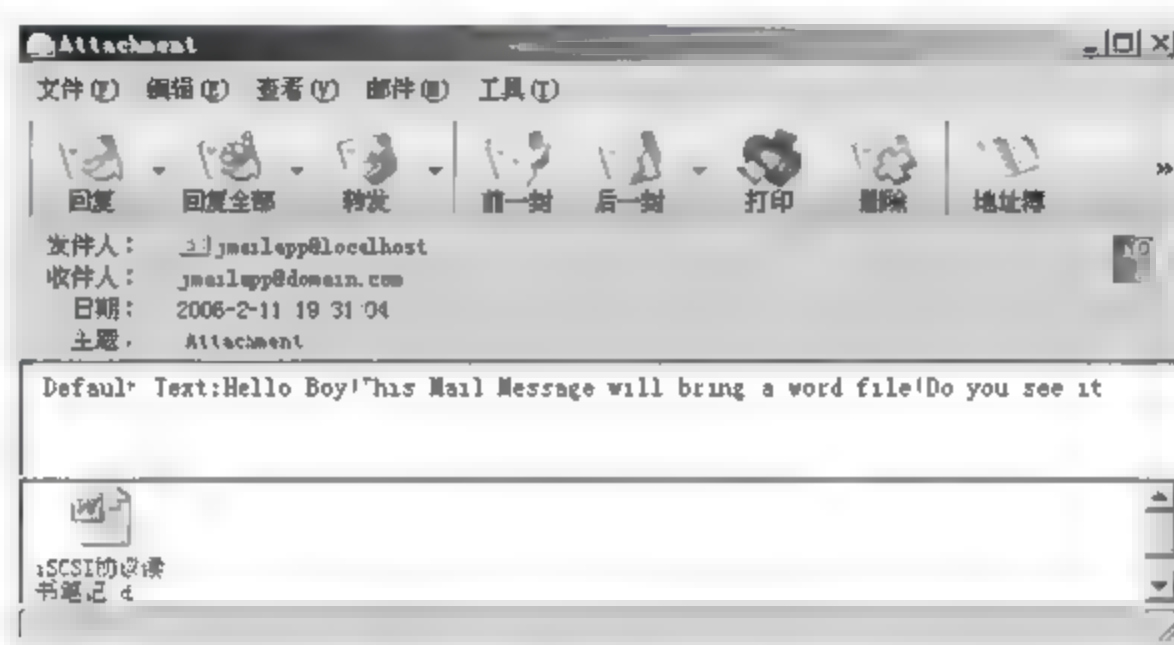 Attachment
文件(F) 编辑(E) 查看(V) 邮件(M) 工具(T)
回复 回复全部 转发 前一封 后一封 打印 删除 地址簿 »
发件人: jmailapp@localhost
收件人: jmailapp@domain.com
日期: 2006-2-11 19:31:04
主题: Attachment
Default Text:Hello Boy!This Mail Message will bring a word file!Do you see it
iSCSI协议读
书笔记 d